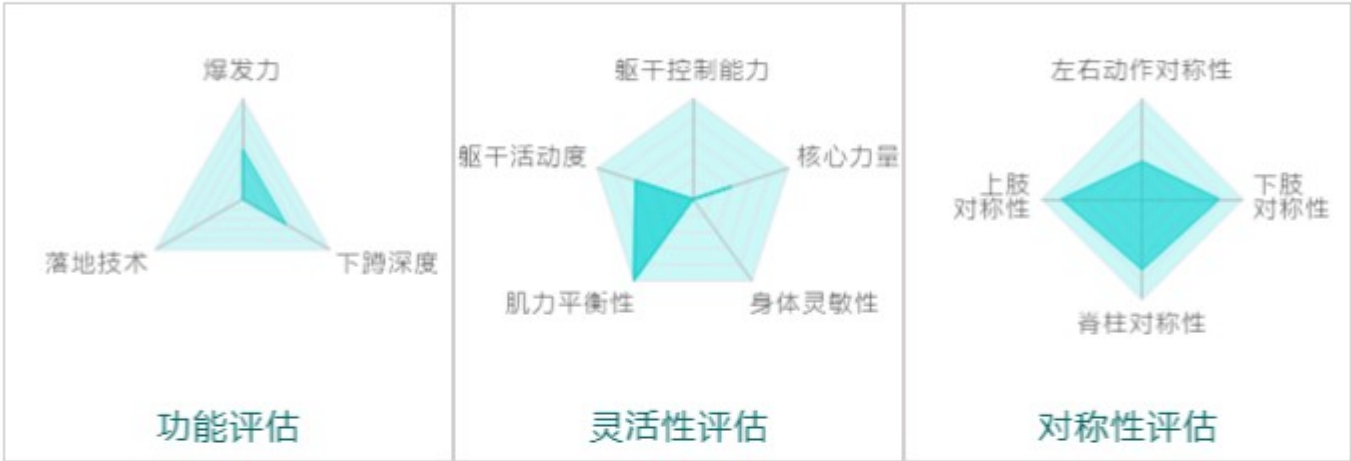 爆发力
落地技术
下蹲深度
功能评估
躯干控制能力
躯干活动度
核心力量
肌力平衡性
身体灵敏性
灵活性评估
左右动作对称性
上肢
对称性
下肢
对称性
脊柱对称性
对称性评估